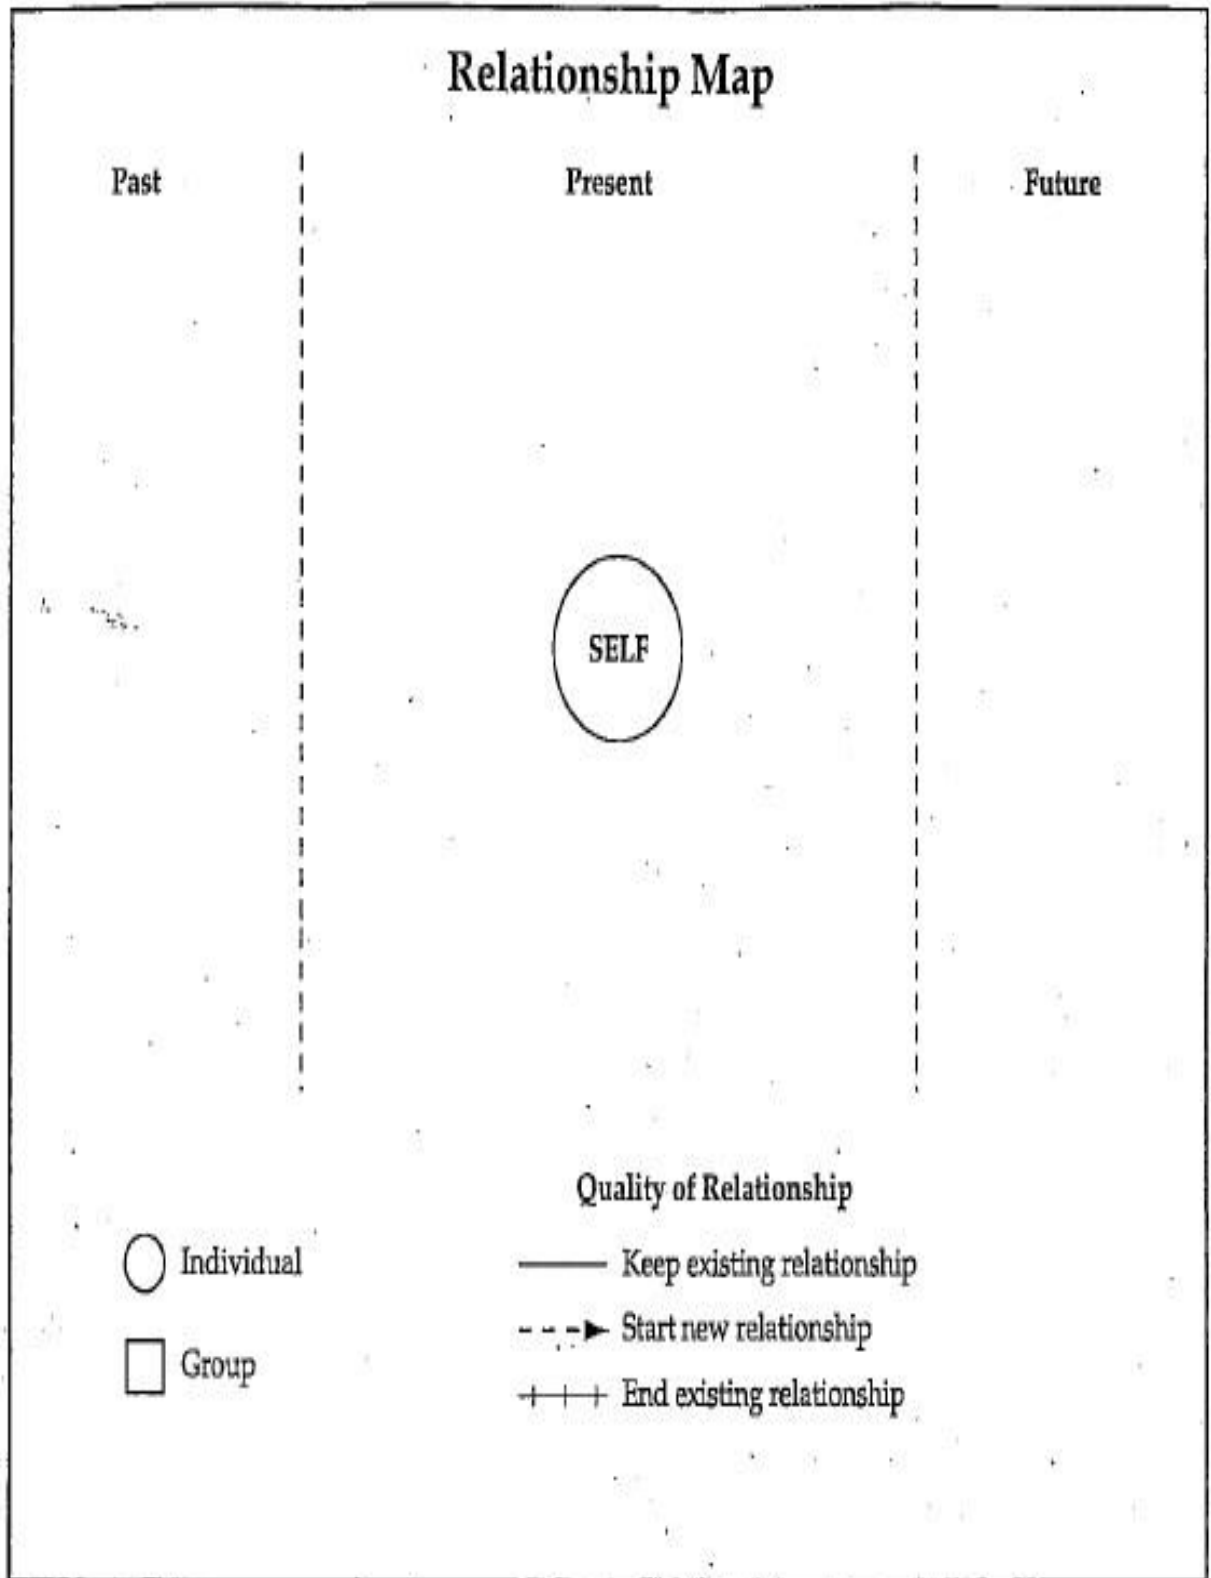 Relationship Map
Past
Present
Future
SELF
Quality of Relationship
Individual
Keep existing relationship
Start new relationship
Group
End existing relationship